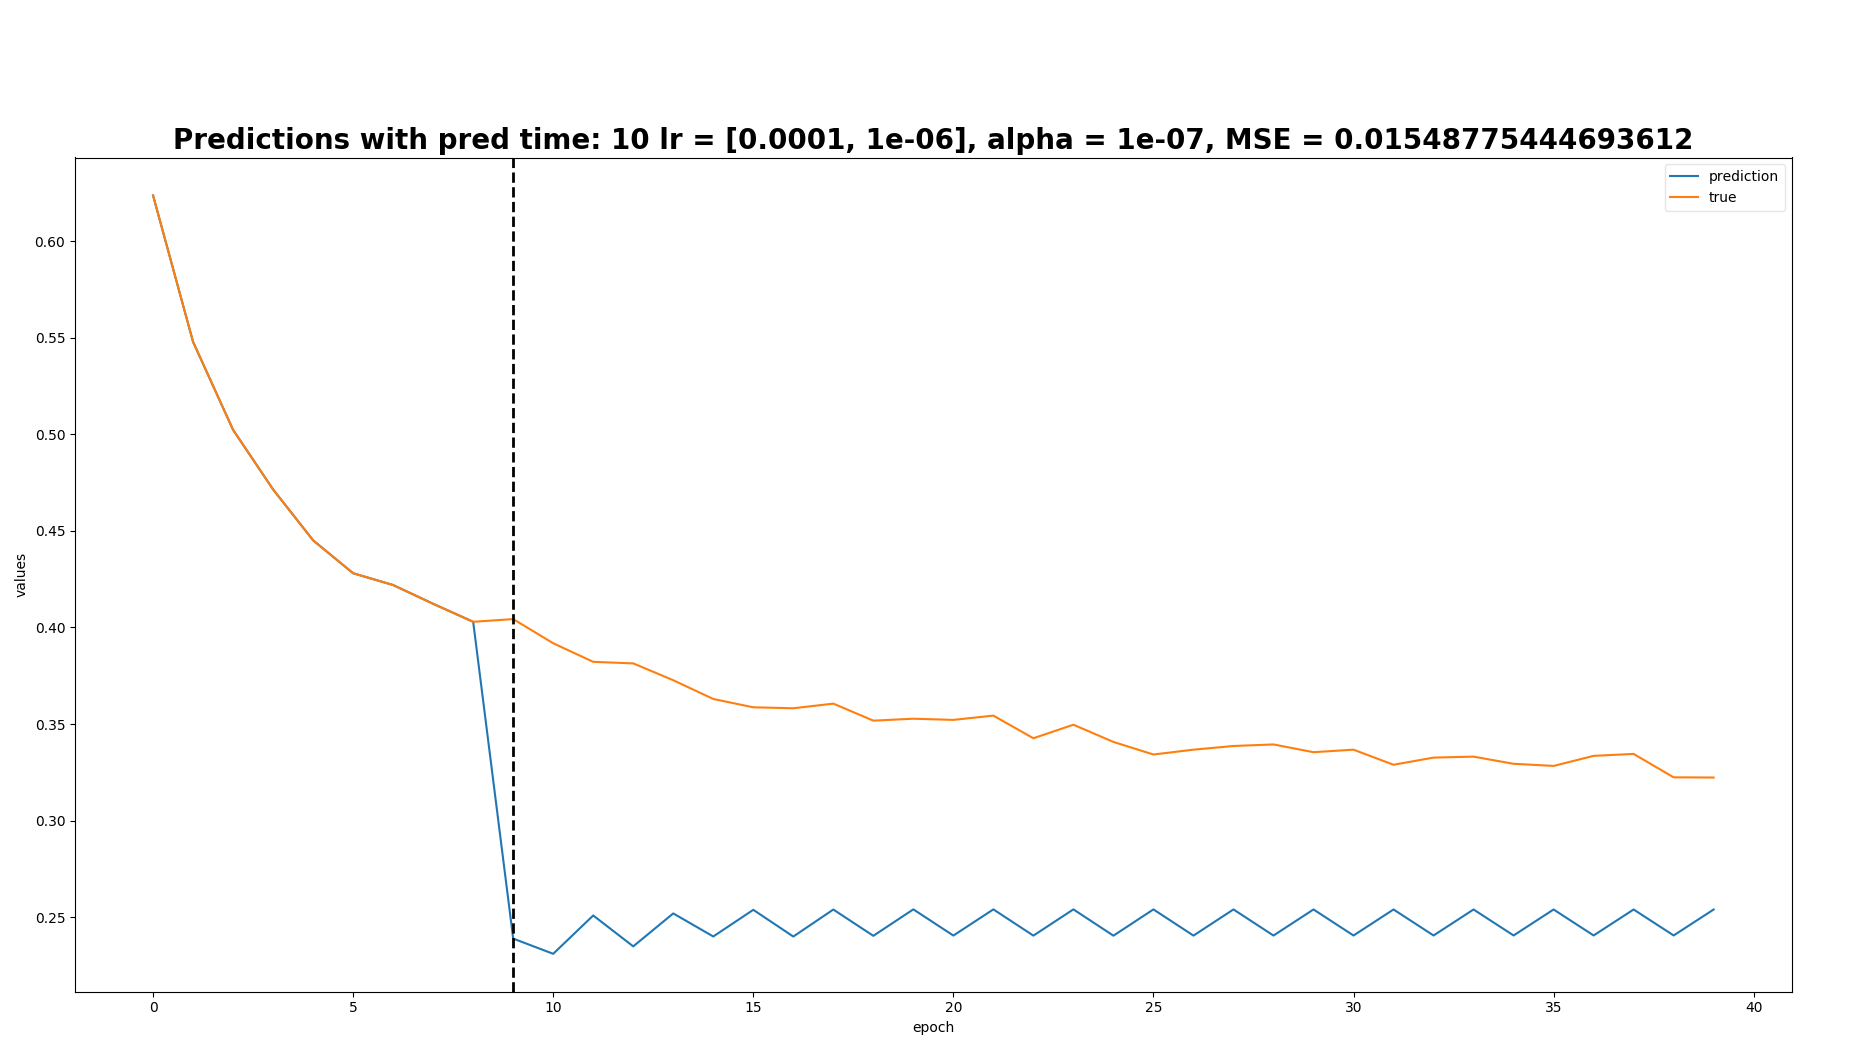 Predictions with pred time: 10 lr = [0.0001, 1e-06], alpha = 1e-07, MSE = 0.01548775444693612
prediction
true
0.60
0.55
0.50
0.45
0.40
0.35
0.30
0.25
values
0 5 10 15 20 25 30 35 40
epoch